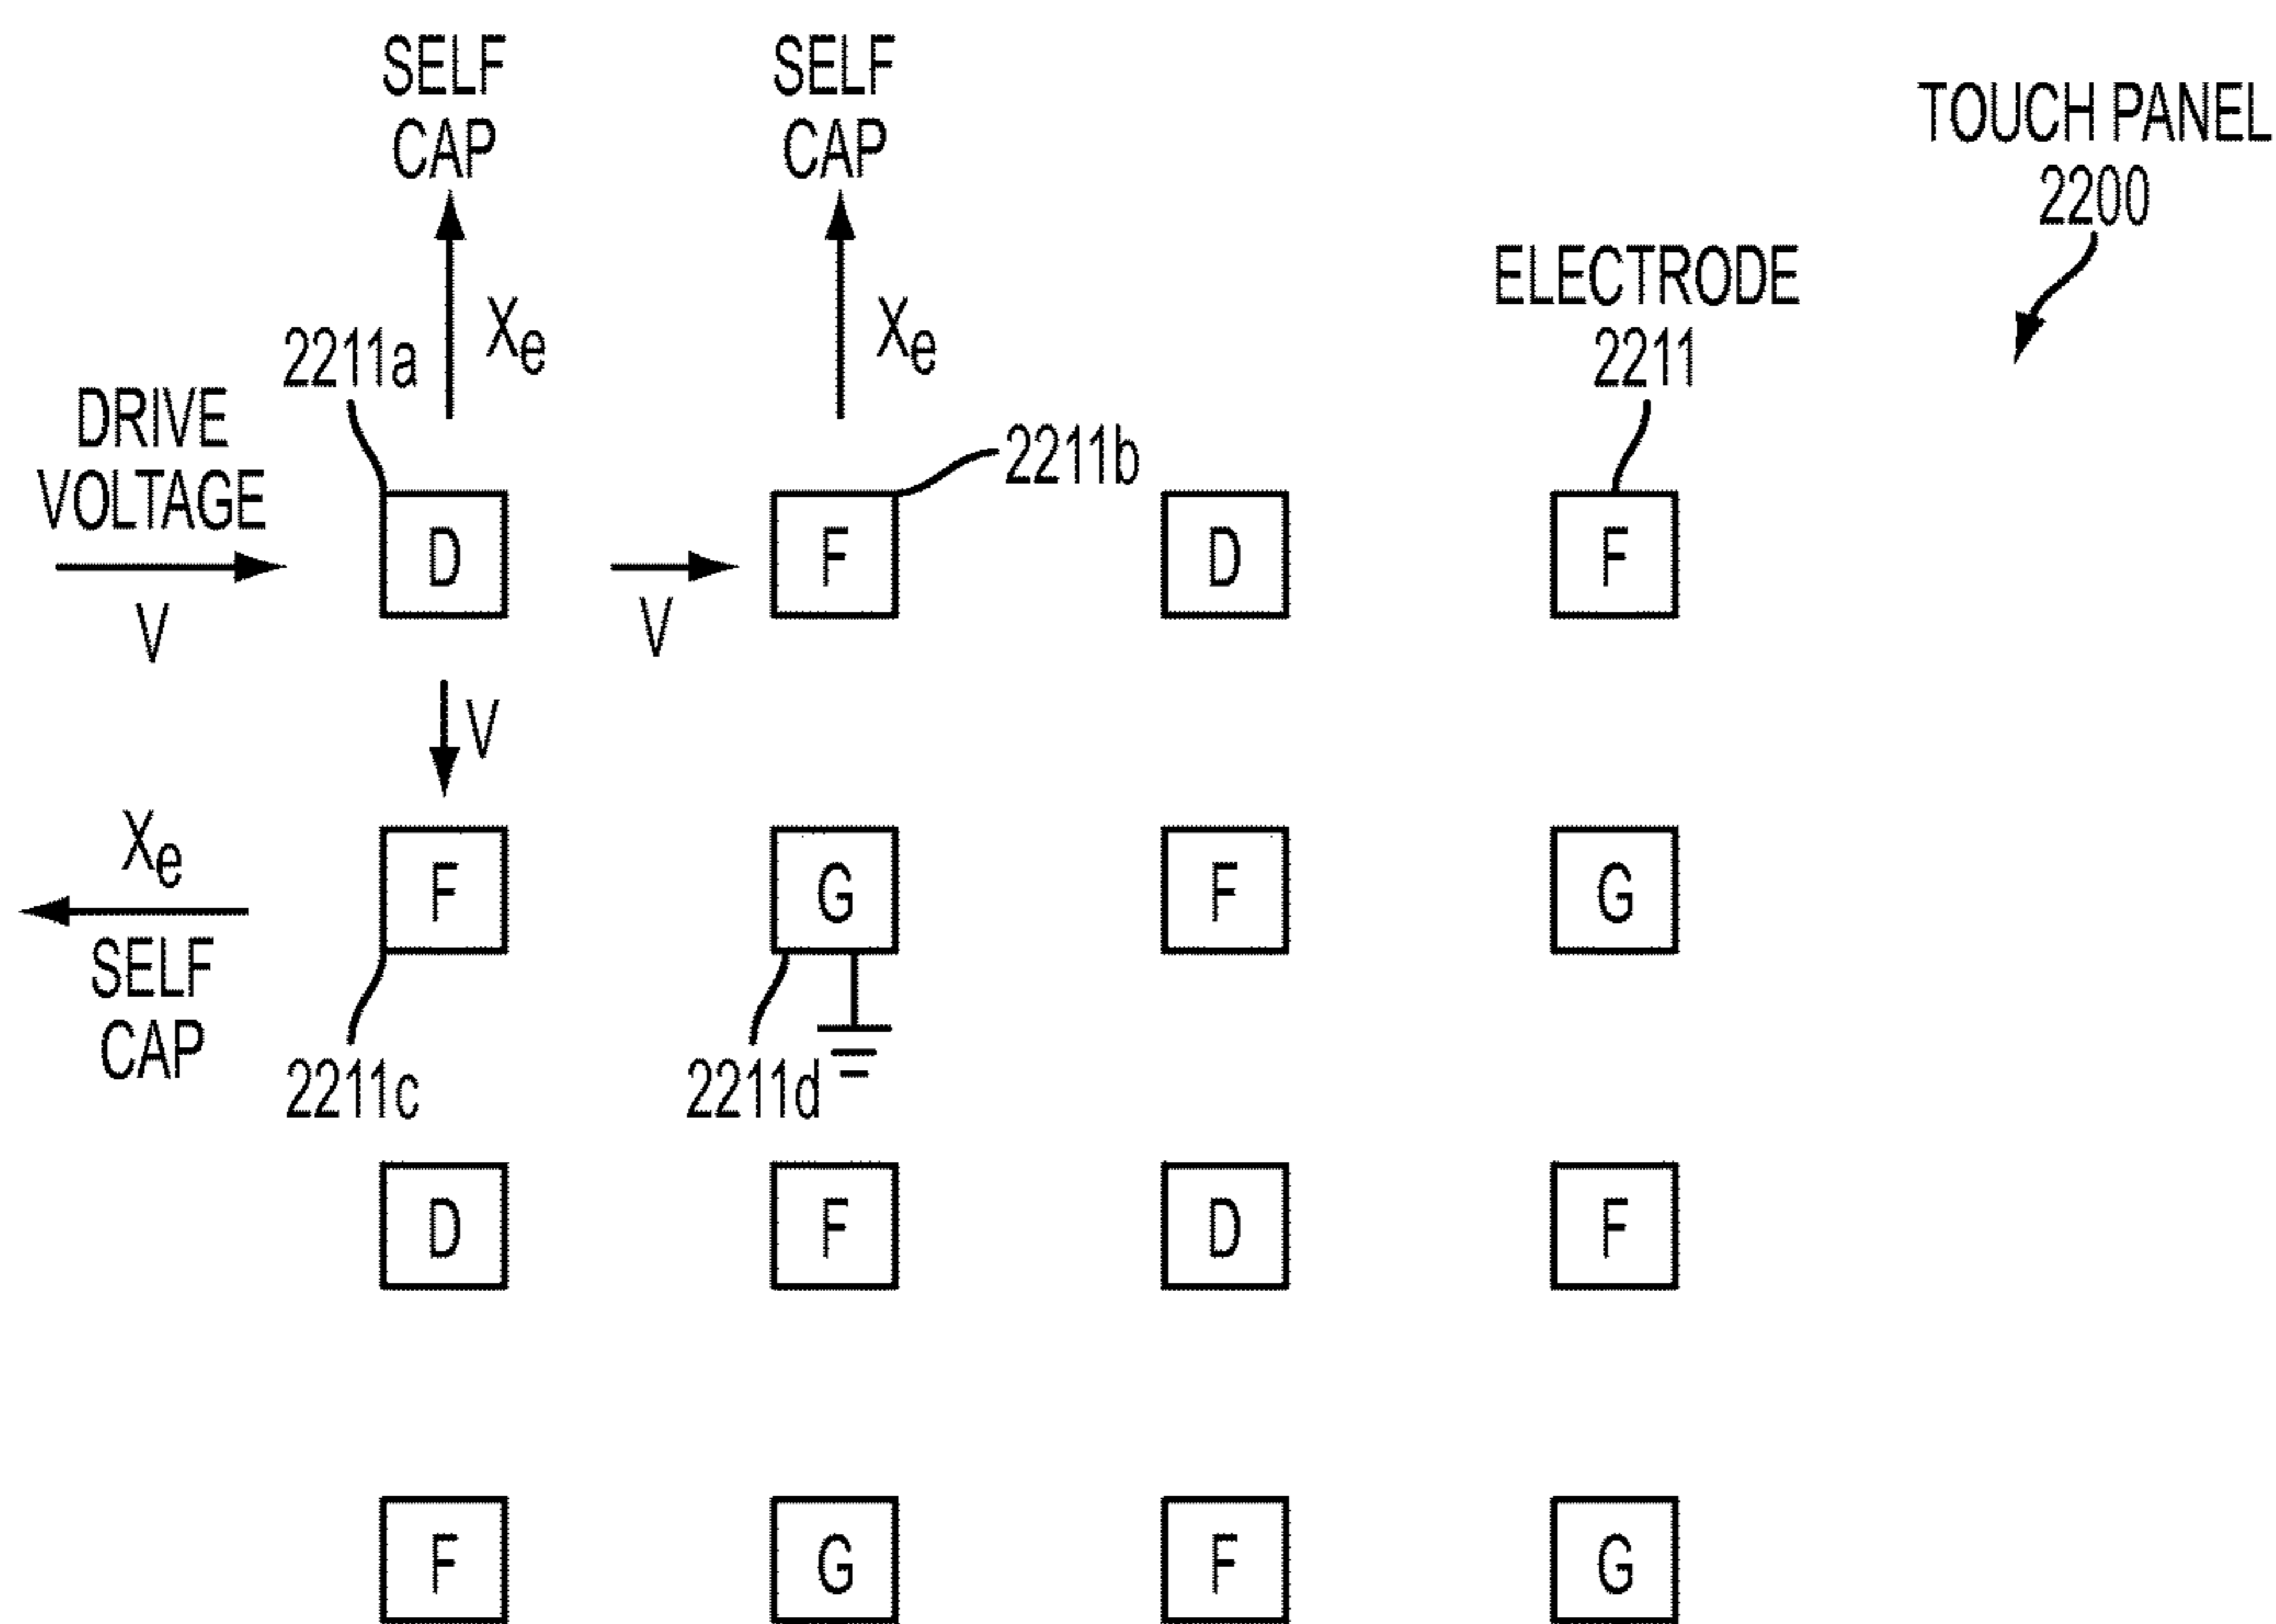 SELF
CAP
SELF
CAP
TOUCH PANEL
2200
ELECTRODE
2211
Xe
Xe
2211a
DRIVE
VOLTAGE
2211b
D
F
D
F
V
V
V
Xe
F
G
F
G
SELF
CAP
2211c
2211d
D
F
D
F
F
G
F
G